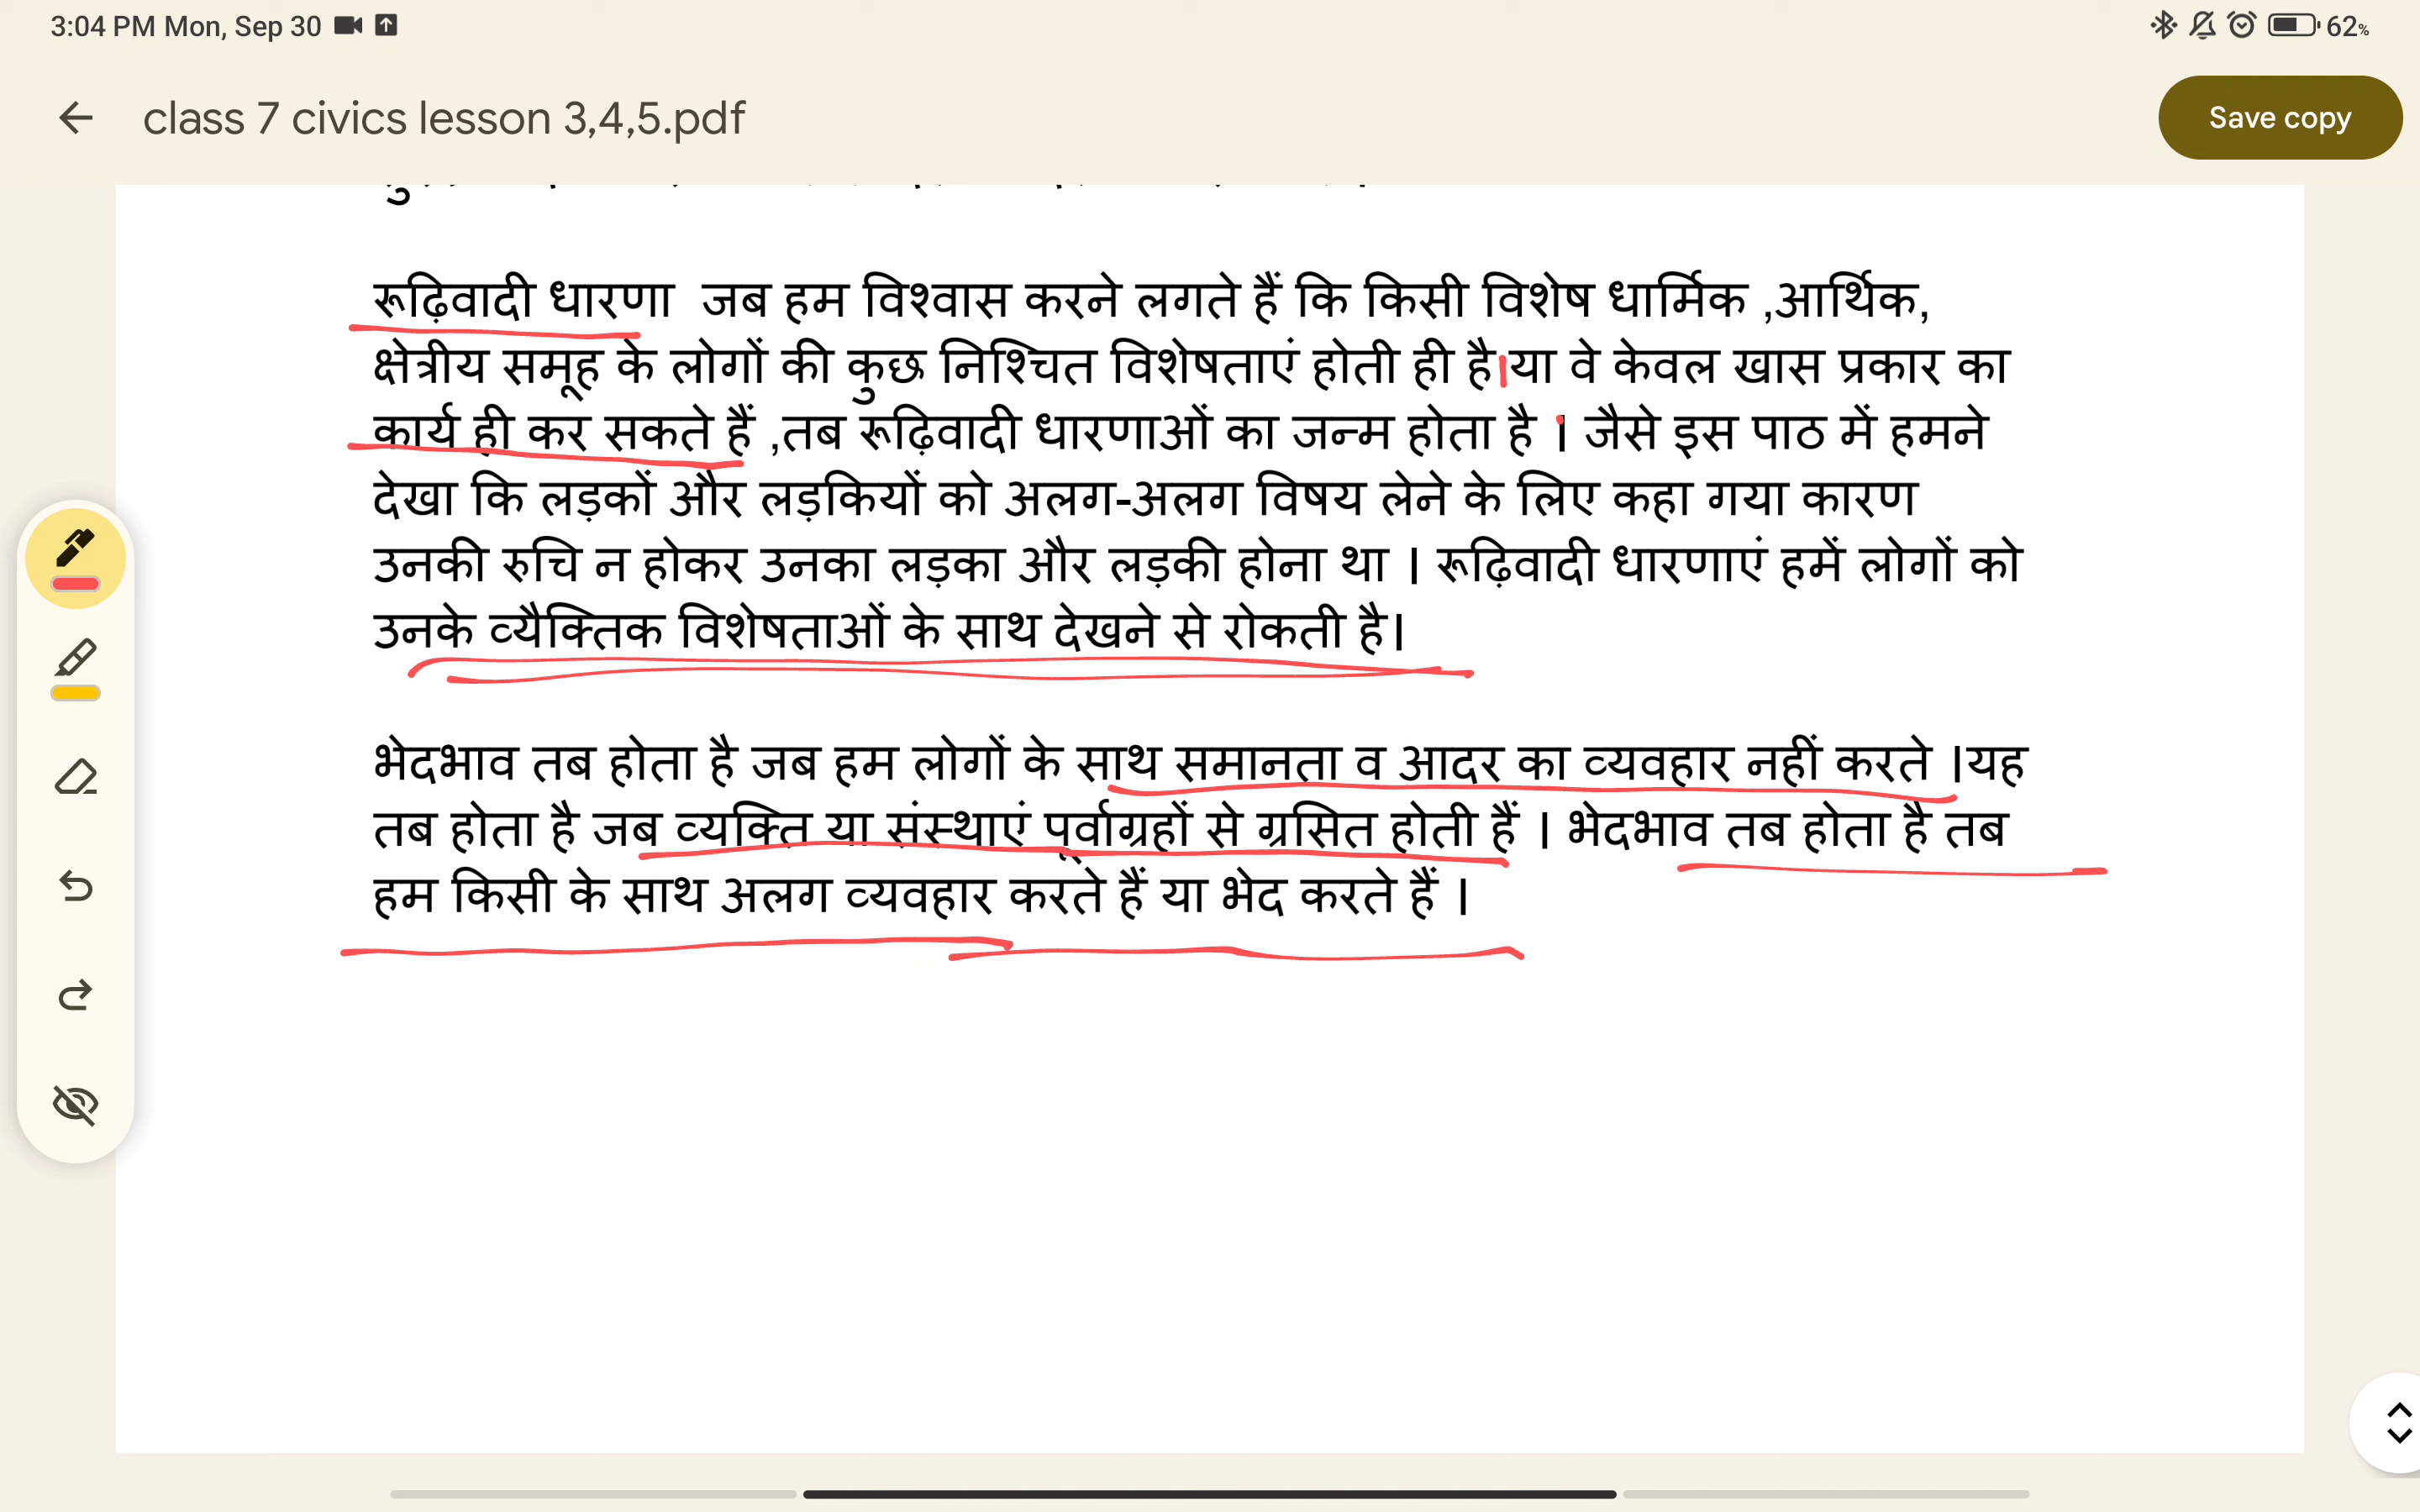 3:04 PM Mon, Sep 30
62%
class 7 civics lesson 3,4,5.pdf
Save copy
रूढ़िवादी धारणा जब हम विश्वास करने लगते हैं कि किसी विशेष धार्मिक ,आर्थिक,
क्षेत्रीय समूह के लोगों की कुछ निश्चित विशेषताएं होती ही है।या वे केवल खास प्रकार का
कार्य ही कर सकते हैं ,तब रूढ़िवादी धारणाओं का जन्म होता है । जैसे इस पाठ में हमने
देखा कि लड़कों और लड़कियों को अलग-अलग विषय लेने के लिए कहा गया कारण
उनकी रुचि न होकर उनका लड़का और लड़की होना था । रूढ़िवादी धारणाएं हमें लोगों को
उनके व्यैक्तिक विशेषताओं के साथ देखने से रोकती है।
भेदभाव तब होता है जब हम लोगों के साथ समानता व आदर का व्यवहार नहीं करते ।यह
तब होता है जब व्यक्ति या संस्थाएं पूर्वाग्रहों से ग्रसित होती हैं । भेदभाव तब होता है तब
हम किसी के साथ अलग व्यवहार करते हैं या भेद करते हैं ।